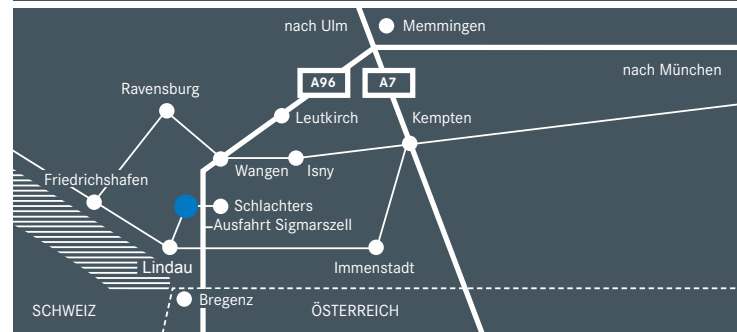 nach Ulm
Memmingen
nach München
A96
A7
Ravensburg
Leutkirch
Kempten
Wangen
Isny
Friedrichshafen
Schlachters
Ausfahrt Sigmarszell
Lindau
Immenstadt
Bregenz
SCHWEIZ
ÖSTERREICH